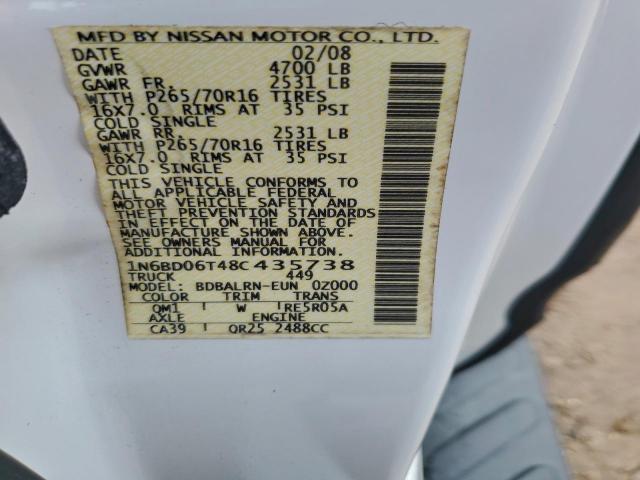 MFD BY NISSAN MOTOR CO., LTD.
DATE 02/08
GVWR 4700 LB
GAWR FR. 2531 LB
WITH P265/70R16 TIRES
16X7.0 RIMS AT 35 PSI
COLD SINGLE
GAWR RR. 2531 LB
WITH P265/70R16 TIRES
16X7.0 RIMS AT 35 PSI
COLD SINGLE
THIS VEHICLE CONFORMS TO
ALL APPLICABLE FEDERAL
MOTOR VEHICLE SAFETY AND
THEFT PREVENTION STANDARDS
IN EFFECT ON THE DATE OF
MANUFACTURE SHOWN ABOVE.
SEE OWNERS MANUAL FOR
ADDITIONAL INFORMATION.
1N6BD06T48C435738
TRUCK 449
MODEL: BDBALRN-EUN 0Z000
COLOR TRIM TRANS
QM1 W RE5R05A
AXLE ENGINE
CA39 QR25 2488CC